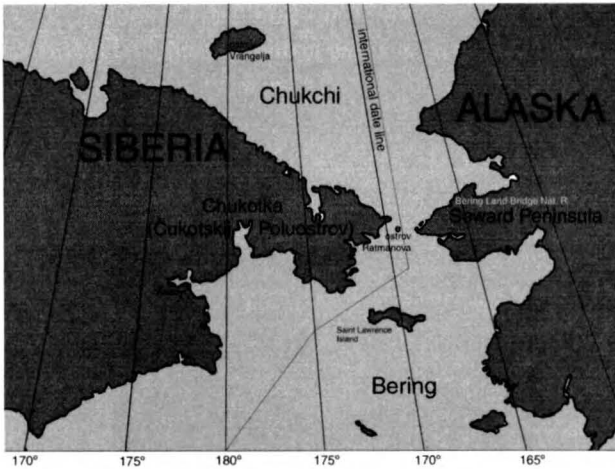 Vrangelja
Chukchi
international date line
ALASKA
SIBERIA
Bering Land Bridge Nat. R.
Chukotka
Seward Peninsula
(Čukotskij Poluostrov)
ostrov
Ratmanova
Saint Lawrence
Island
Bering
170° 175° 180° 175° 170° 165°